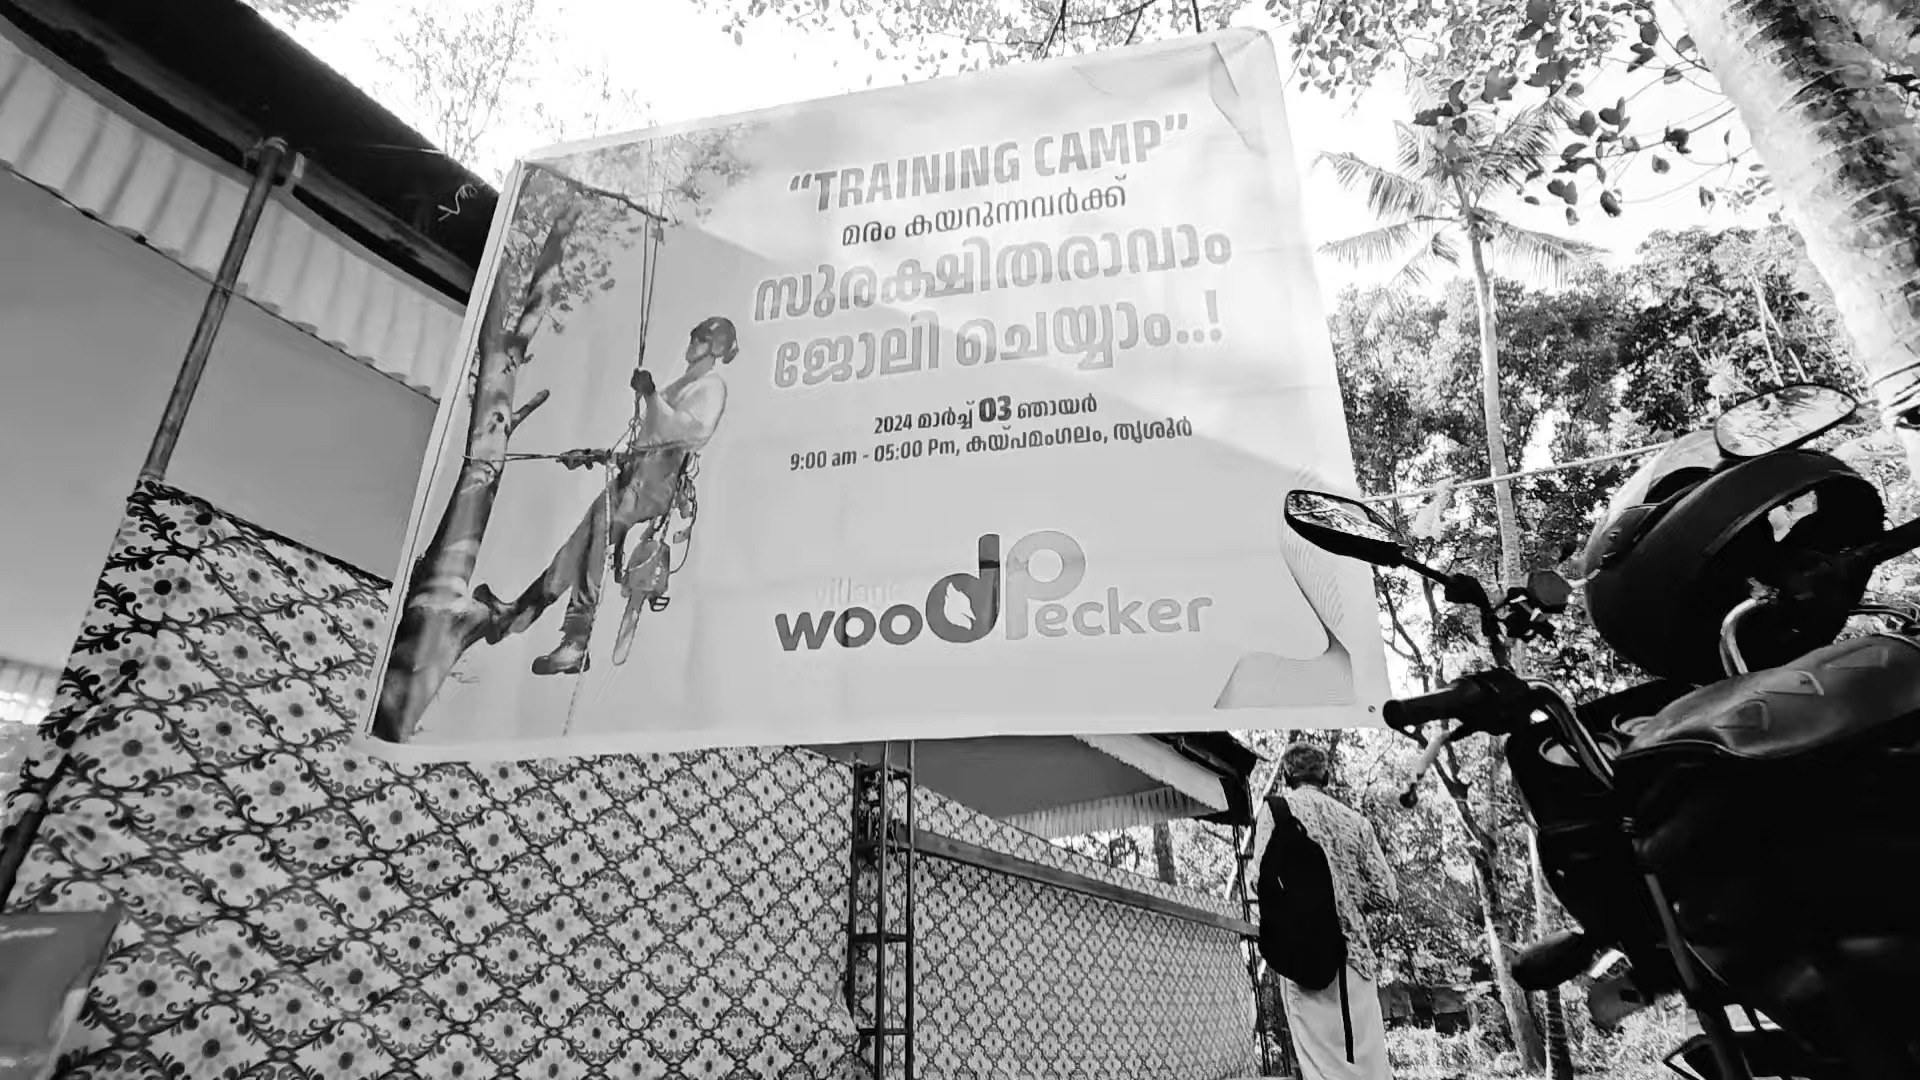 “TRAINING CAMP”
മരം കയറുന്നവർക്ക്
സുരക്ഷിതരാവാം
ജോലി ചെയ്യാം..!
2024 മാർച്ച് 03 ഞായർ
9:00 am - 05:00 Pm, കയ്പമംഗലം, തൃശൂർ
village
woodPecker